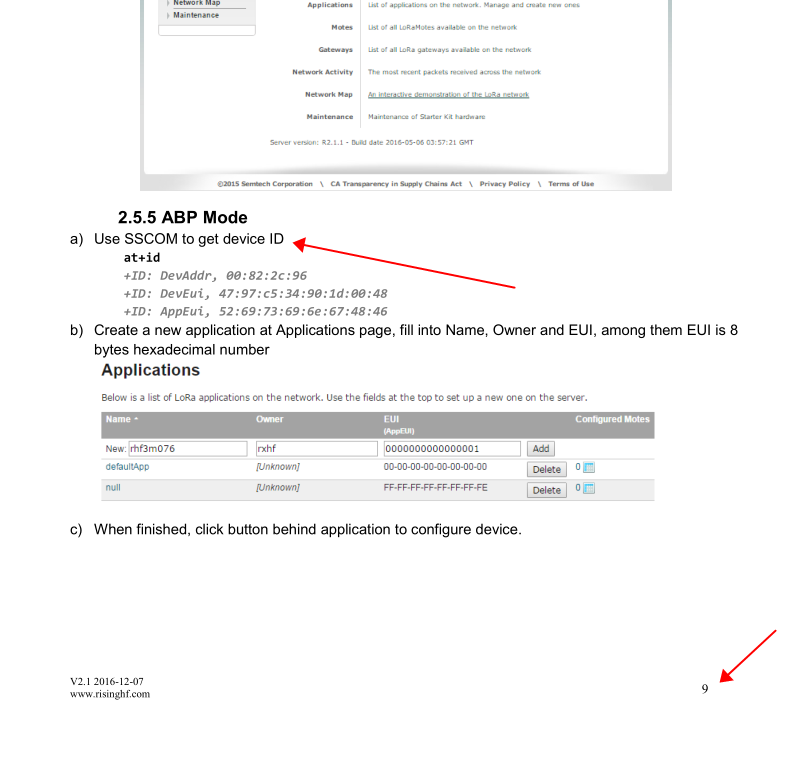 Network Map
Maintenance
Applications List of applications on the network. Manage and create new ones
Motes List of all LoRaMotes available on the network
Gateways List of all LoRa gateways available on the network
Network Activity The most recent packets received across the network
Network Map An interactive demonstration of the LoRa network
Maintenance Maintenance of Starter Kit hardware
Server version: R2.1.1 - Build date 2016-05-06 03:57:21 GMT
©2015 Semtech Corporation \ CA Transparency in Supply Chains Act \ Privacy Policy \ Terms of Use
2.5.5 ABP Mode
a) Use SSCOM to get device ID
at+id
+ID: DevAddr, 00:82:2c:96
+ID: DevEui, 47:97:c5:34:90:1d:00:48
+ID: AppEui, 52:69:73:69:6e:67:48:46
b) Create a new application at Applications page, fill into Name, Owner and EUI, among them EUI is 8
bytes hexadecimal number
Applications
Below is a list of LoRa applications on the network. Use the fields at the top to set up a new one on the server.
Name Owner EUI Configured Motes
(AppEUI)
New: rhf3m076 rxhf 0000000000000001 Add
defaultApp [Unknown] 00-00-00-00-00-00-00-00 Delete 0
null [Unknown] FF-FF-FF-FF-FF-FF-FF-FE Delete 0
c) When finished, click button behind application to configure device.
V2.1 2016-12-07
www.risinghf.com
9